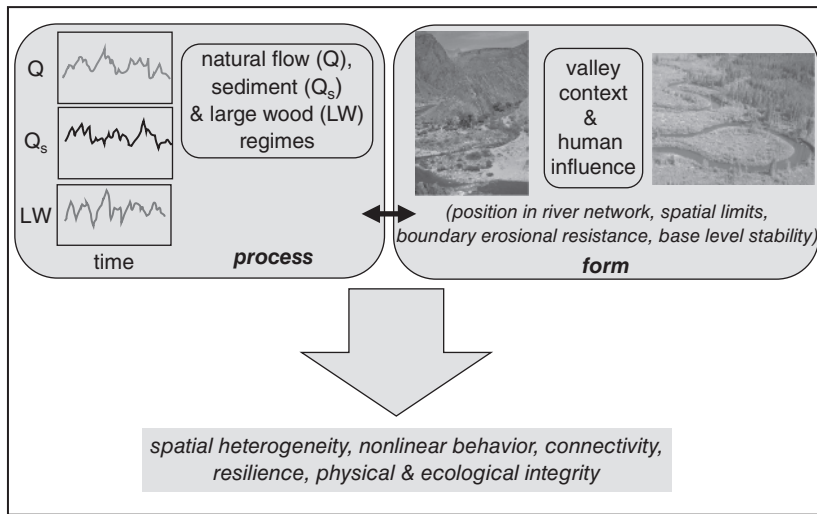 Q
Qs
LW
time
natural flow (Q),
sediment (Qs)
& large wood (LW)
regimes
process
valley
context
&
human
influence
(position in river network, spatial limits,
boundary erosional resistance, base level stability)
form
spatial heterogeneity, nonlinear behavior, connectivity,
resilience, physical & ecological integrity